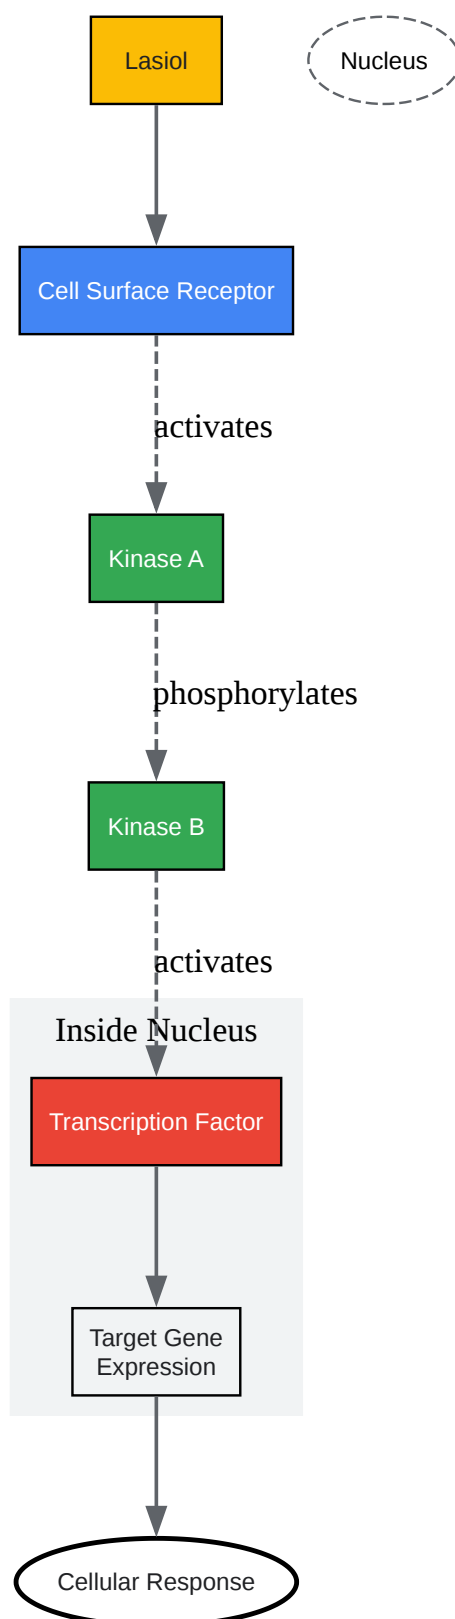 Lasiol
Nucleus
Cell Surface Receptor
activates
Kinase A
phosphorylates
Kinase B
activates
Inside Nucleus
Transcription Factor
Target Gene
Expression
Cellular Response